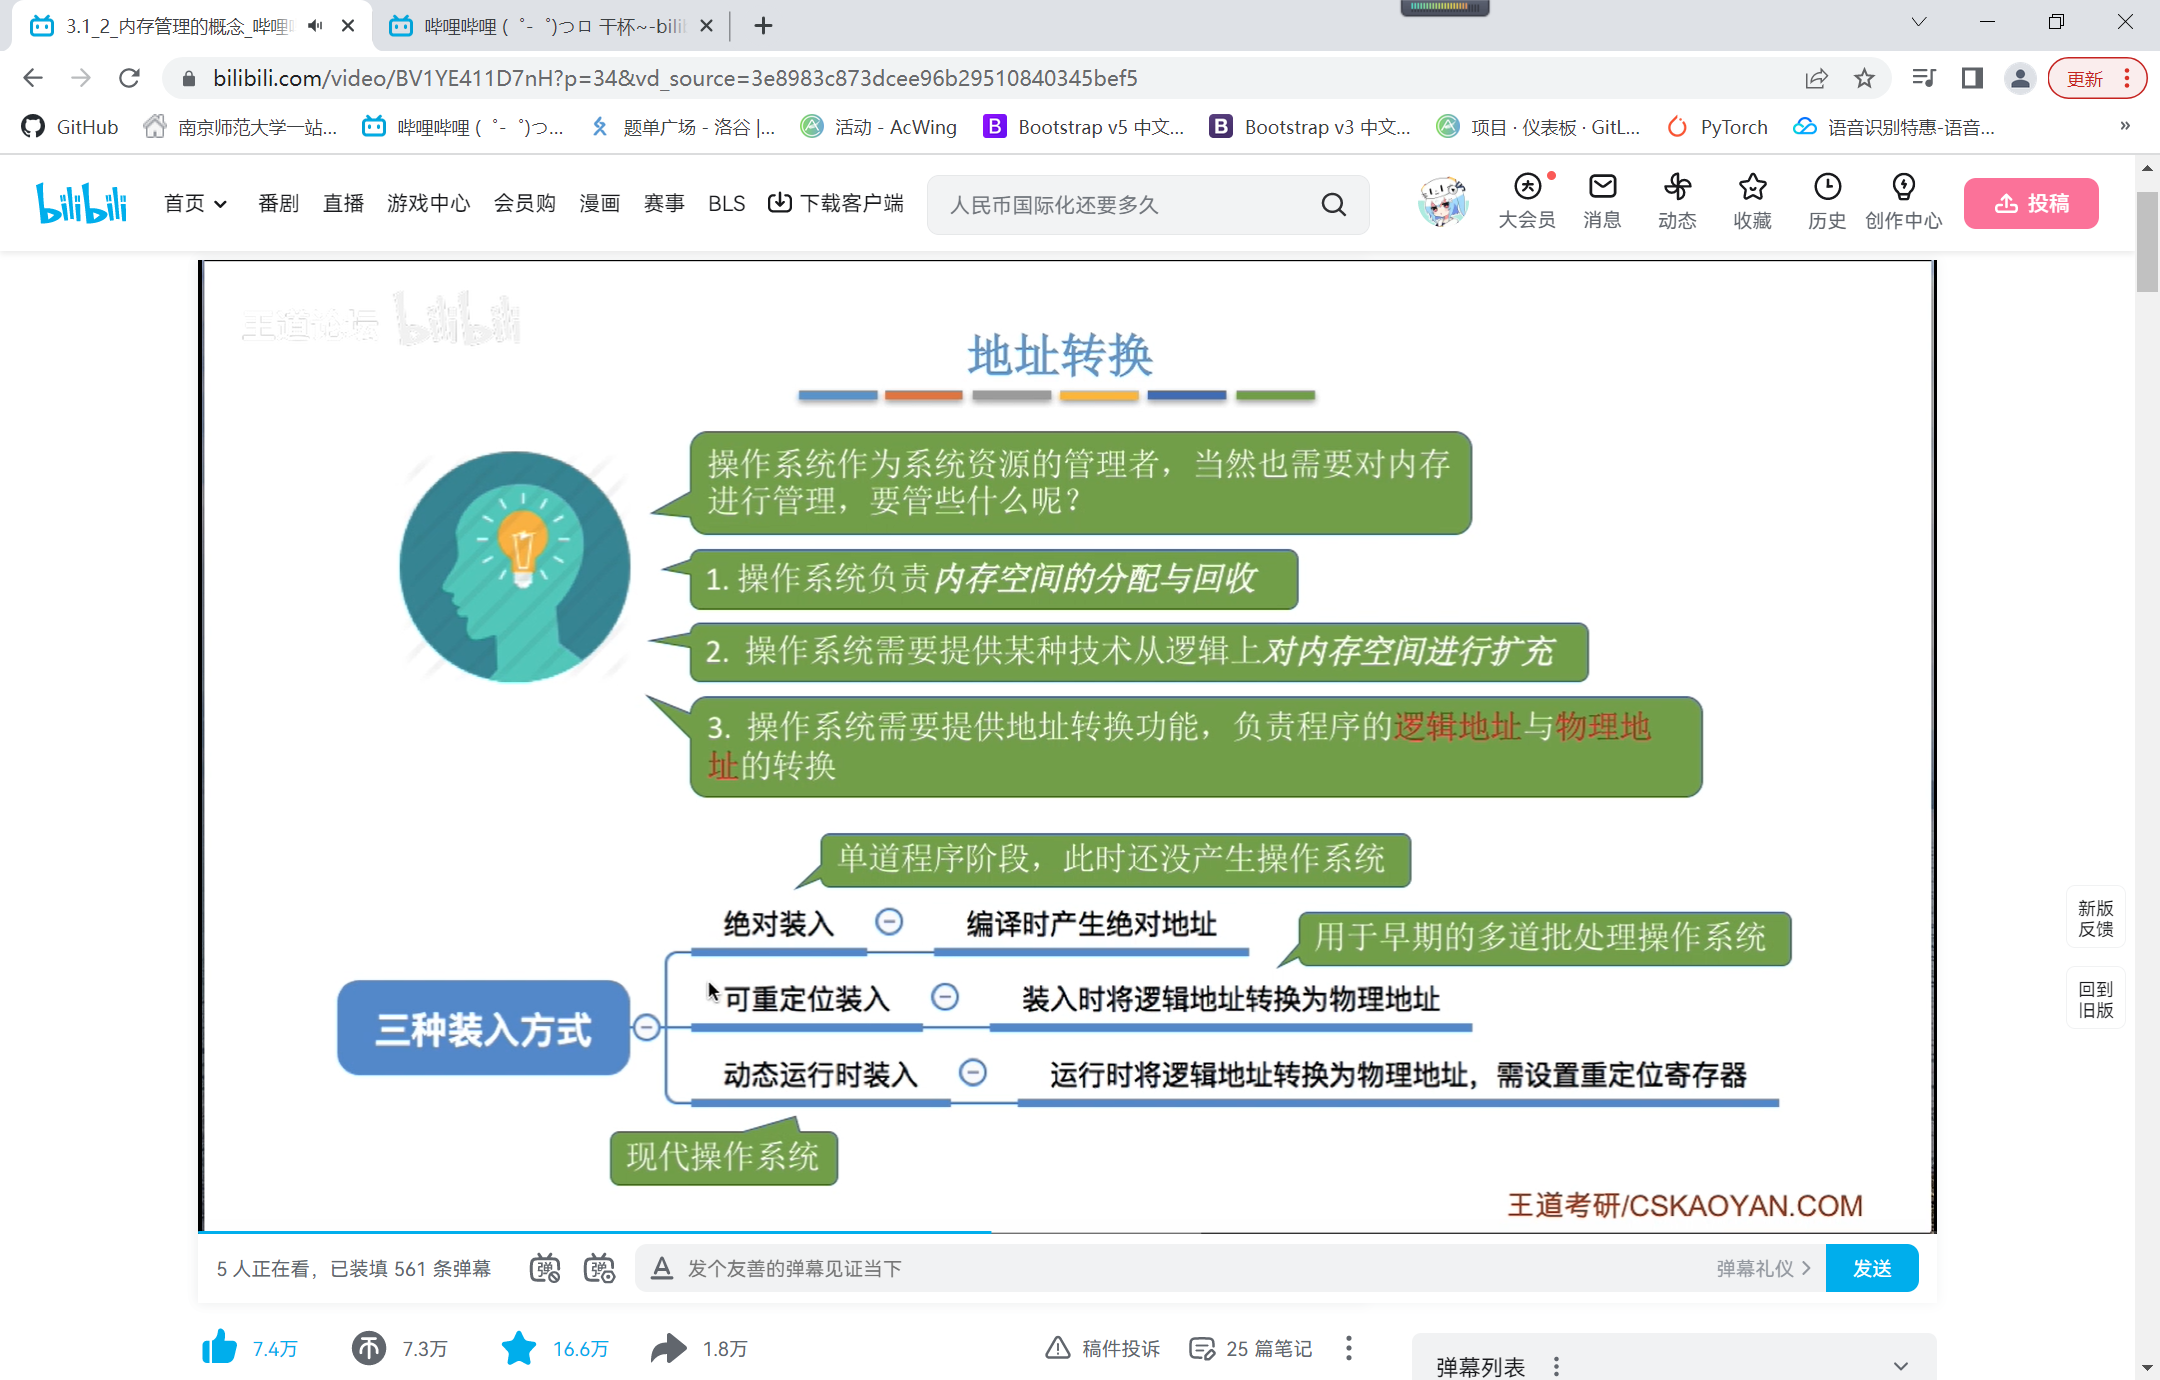 3.1_2_内存管理的概念_哔哩
哔哩哔哩 (゜-゜)つロ 干杯~-bili
bilibili.com/video/BV1YE411D7nH?p=34&vd_source=3e8983c873dcee96b29510840345bef5
更新
GitHub
南京师范大学一站...
哔哩哔哩 (゜-゜)つ...
题单广场 - 洛谷 |...
活动 - AcWing
Bootstrap v5 中文...
Bootstrap v3 中文...
项目 · 仪表板 · GitL...
PyTorch
语音识别特惠-语音...
»
bilibili
首页
番剧
直播
游戏中心
会员购
漫画
赛事
BLS
下载客户端
人民币国际化还要多久
大会员
消息
动态
收藏
历史
创作中心
投稿
王道论坛 bilibili
地址转换
操作系统作为系统资源的管理者，当然也需要对内存
进行管理，要管些什么呢？
1. 操作系统负责内存空间的分配与回收
2. 操作系统需要提供某种技术从逻辑上对内存空间进行扩充
3. 操作系统需要提供地址转换功能，负责程序的逻辑地址与物理地
址的转换
单道程序阶段，此时还没产生操作系统
绝对装入
编译时产生绝对地址
用于早期的多道批处理操作系统
三种装入方式
可重定位装入
装入时将逻辑地址转换为物理地址
动态运行时装入
运行时将逻辑地址转换为物理地址，需设置重定位寄存器
现代操作系统
王道考研/CSKAOYAN.COM
新版
反馈
回到
旧版
5 人正在看，已装填 561 条弹幕
弹
弹
A
发个友善的弹幕见证当下
弹幕礼仪
发送
7.4万
7.3万
16.6万
1.8万
稿件投诉
25 篇笔记
弹幕列表